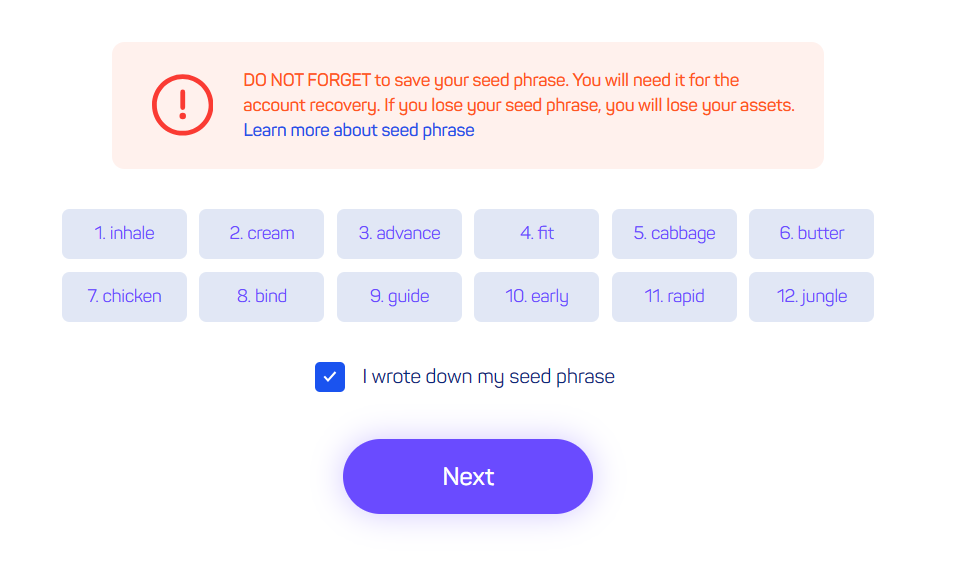 DO NOT FORGET to save your seed phrase. You will need it for the
account recovery. If you lose your seed phrase, you will lose your assets.
Learn more about seed phrase
1. inhale 2. cream 3. advance 4. fit 5. cabbage 6. butter
7. chicken 8. bind 9. guide 10. early 11. rapid 12. jungle
I wrote down my seed phrase
Next